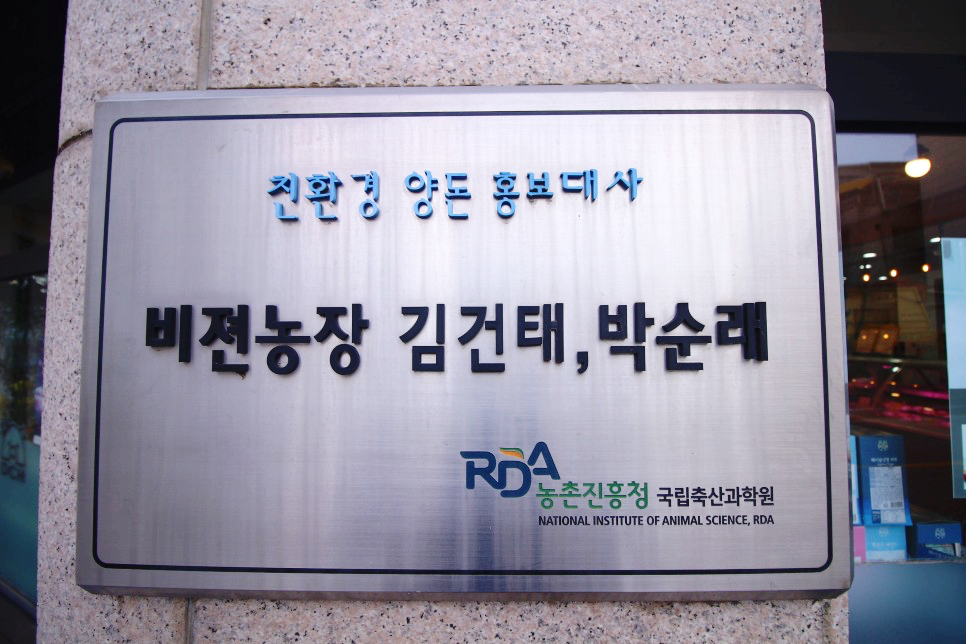 친환경 양돈 홍보대사
비전농장 김건태,박순래
RDA
농촌진흥청 국립축산과학원
NATIONAL INSTITUTE OF ANIMAL SCIENCE, RDA